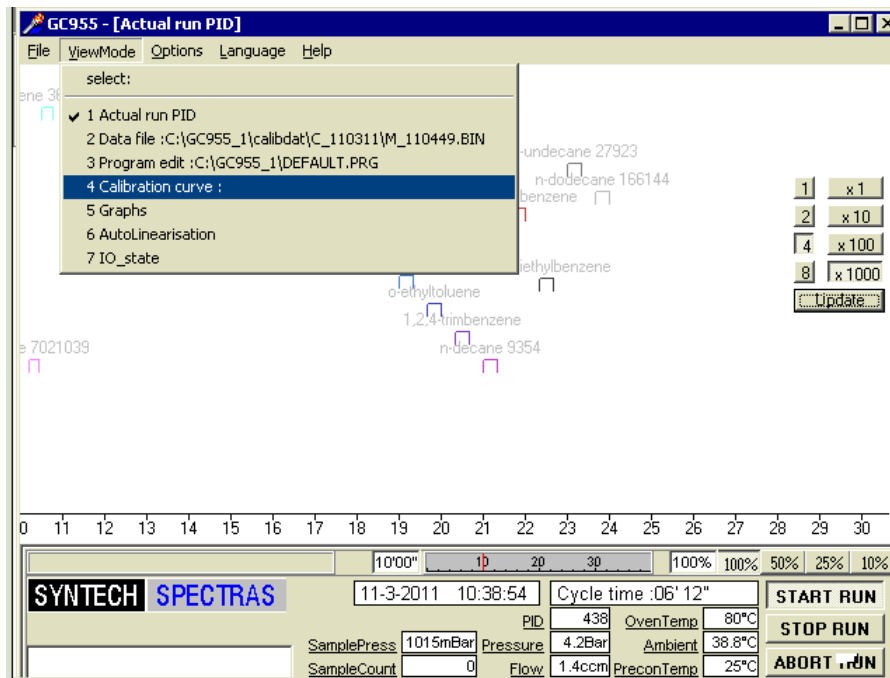 GC955 - [Actual run PID]
File ViewMode Options Language Help
select:
ene 38
1 Actual run PID
2 Data file :C:\GC955_1\calibdat\C_110311\M_110449.BIN
3 Program edit :C:\GC955_1\DEFAULT.PRG
-undecane 27923
4 Calibration curve :
n-dodecane 166144
1 x 1
benzene
5 Graphs
2 x 10
6 AutoLinearisation
4 x 100
7 IO_state
iethylbenzene
8 x 1000
o-ethyltoluene
Update
1,2,4-trimbenzene
e 7021039
n-decane 9354
0 11 12 13 14 15 16 17 18 19 20 21 22 23 24 25 26 27 28 29 30
10'00" 10 20 30 100% 100% 50% 25% 10%
SYNTECH SPECTRAS
11-3-2011 10:38:54
Cycle time :06' 12"
START RUN
PID 438 OvenTemp 80°C
STOP RUN
SamplePress 1015mBar Pressure 4.2Bar Ambient 38.8°C
SampleCount 0 Flow 1.4ccm PreconTemp 25°C
ABORT RUN